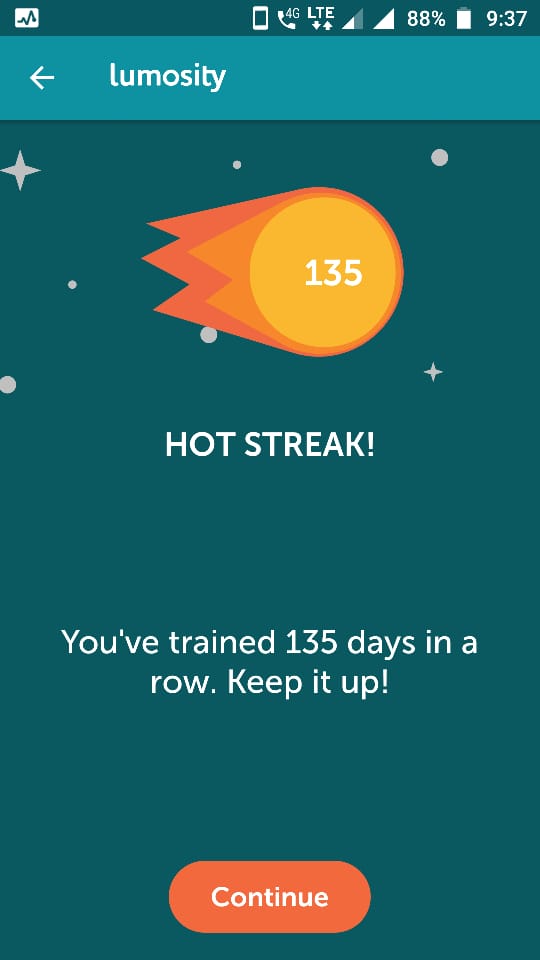 4G LTE 88% 9:37
lumosity
135
HOT STREAK!
You've trained 135 days in a
row. Keep it up!
Continue